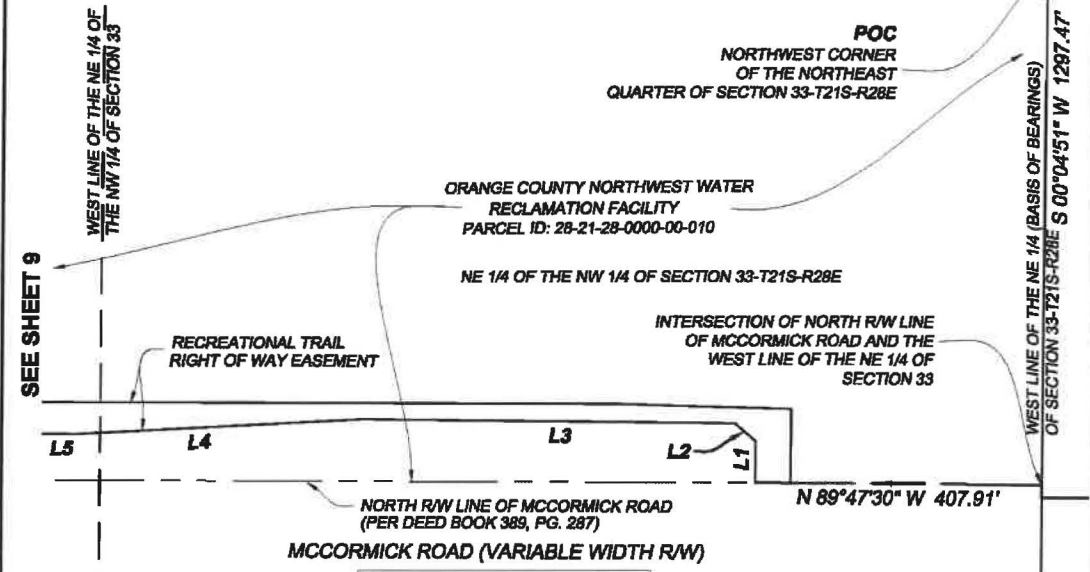 WEST LINE OF THE NE 1/4 OF
THE NW 1/4 OF SECTION 33
POC
NORTHWEST CORNER
OF THE NORTHEAST
QUARTER OF SECTION 33-T21S-R28E
WEST LINE OF THE NE 1/4 (BASIS OF BEARINGS)
OF SECTION 33-T21S-R28E S 00°04'51" W 1297.47'
ORANGE COUNTY NORTHWEST WATER
RECLAMATION FACILITY
PARCEL ID: 28-21-28-0000-00-010
NE 1/4 OF THE NW 1/4 OF SECTION 33-T21S-R28E
SEE SHEET 9
RECREATIONAL TRAIL
RIGHT OF WAY EASEMENT
INTERSECTION OF NORTH R/W LINE
OF MCCORMICK ROAD AND THE
WEST LINE OF THE NE 1/4 OF
SECTION 33
L5
L4
L3
L2
L1
N 89°47'30" W 407.91'
NORTH R/W LINE OF MCCORMICK ROAD
(PER DEED BOOK 389, PG. 287)
MCCORMICK ROAD (VARIABLE WIDTH R/W)